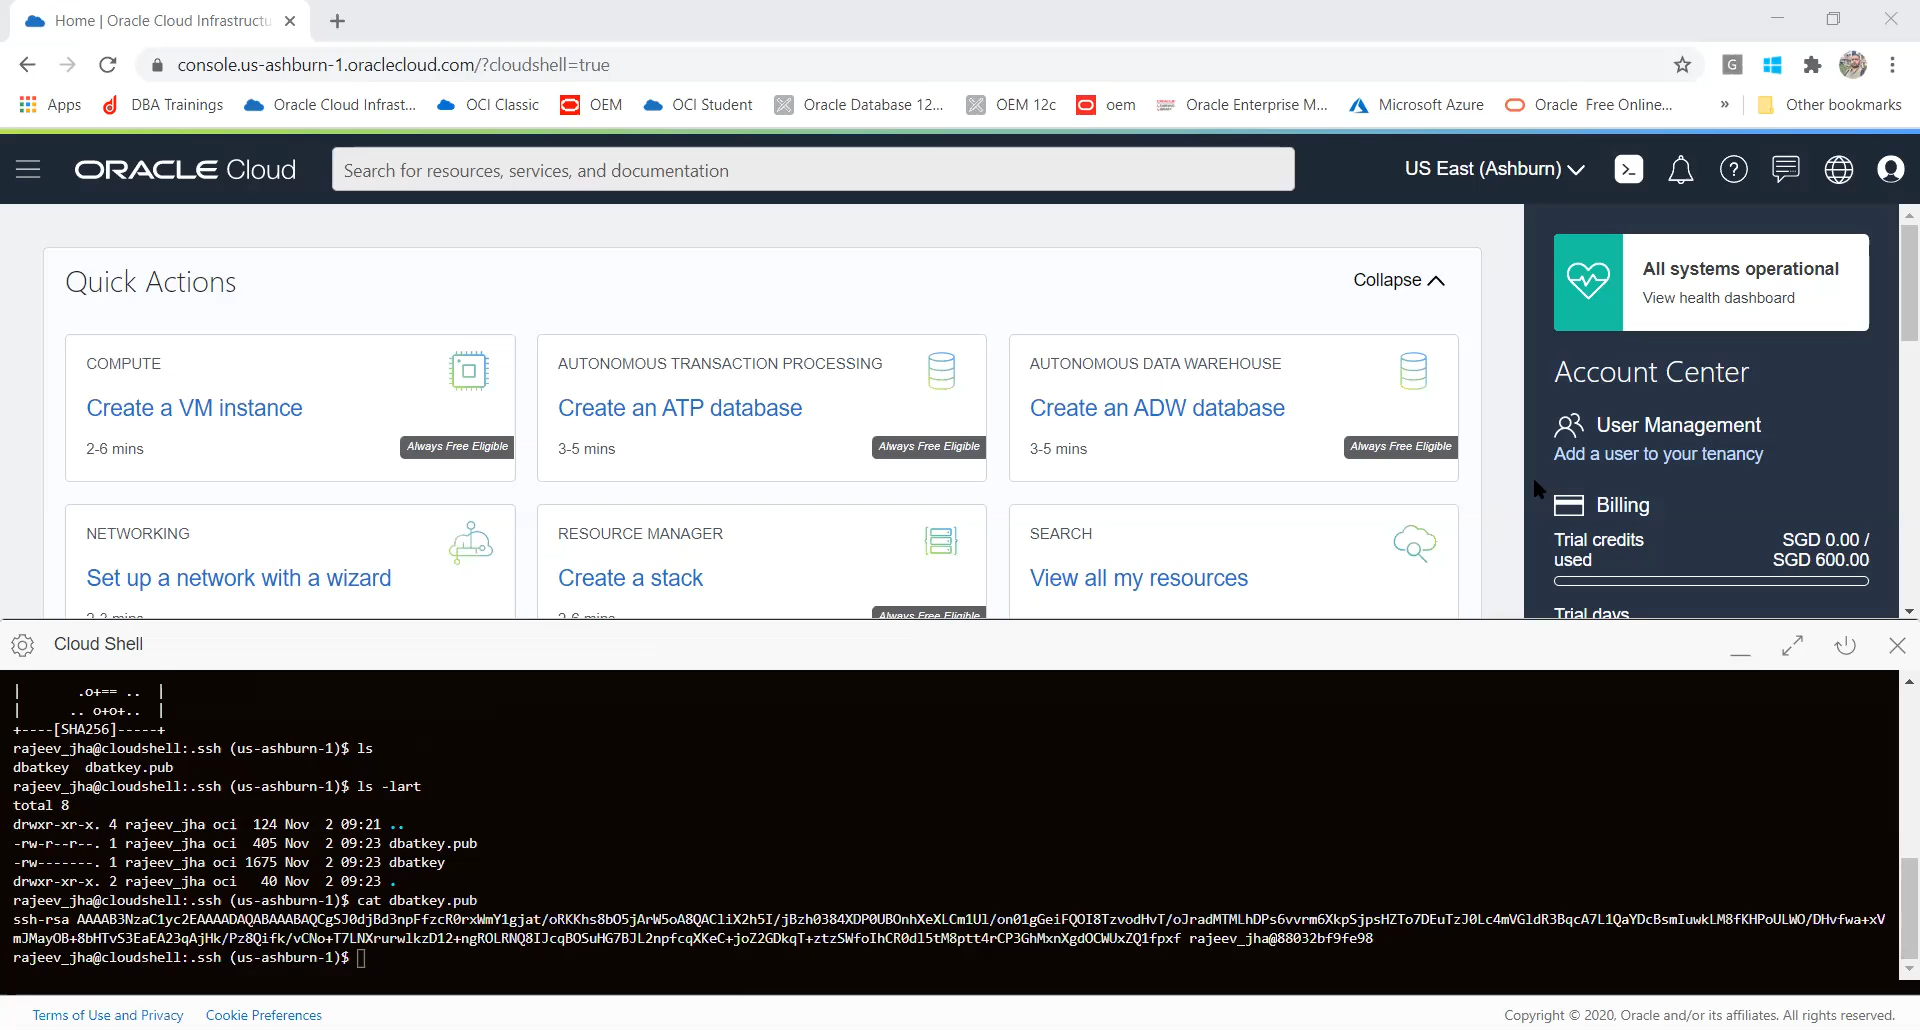 Home | Oracle Cloud Infrastructu
console.us-ashburn-1.oraclecloud.com/?cloudshell=true
G
Apps DBA Trainings Oracle Cloud Infrast... OCI Classic OEM OCI Student Oracle Database 12... OEM 12c oem Oracle Enterprise M... Microsoft Azure Oracle Free Online... » Other bookmarks
ORACLE Cloud Search for resources, services, and documentation US East (Ashburn)
Quick Actions Collapse
COMPUTE
Create a VM instance
2-6 mins Always Free Eligible
AUTONOMOUS TRANSACTION PROCESSING
Create an ATP database
3-5 mins Always Free Eligible
AUTONOMOUS DATA WAREHOUSE
Create an ADW database
3-5 mins Always Free Eligible
NETWORKING
Set up a network with a wizard
RESOURCE MANAGER
Create a stack
2-6 mins Always Free Eligible
SEARCH
View all my resources
All systems operational
View health dashboard
Account Center
User Management
Add a user to your tenancy
Billing
Trial credits used SGD 0.00 / SGD 600.00
Trial days
Cloud Shell
| .o+== .. |
| .. o+o+.. |
+----[SHA256]-----+
rajeev_jha@cloudshell:.ssh (us-ashburn-1)$ ls
dbatkey dbatkey.pub
rajeev_jha@cloudshell:.ssh (us-ashburn-1)$ ls -lart
total 8
drwxr-xr-x. 4 rajeev_jha oci 124 Nov 2 09:21 ..
-rw-r--r--. 1 rajeev_jha oci 405 Nov 2 09:23 dbatkey.pub
-rw-------. 1 rajeev_jha oci 1675 Nov 2 09:23 dbatkey
drwxr-xr-x. 2 rajeev_jha oci 40 Nov 2 09:23 .
rajeev_jha@cloudshell:.ssh (us-ashburn-1)$ cat dbatkey.pub
ssh-rsa
rajeev_jha@88032bf9fe98
rajeev_jha@cloudshell:.ssh (us-ashburn-1)$
Terms of Use and Privacy Cookie Preferences Copyright © 2020, Oracle and/or its affiliates. All rights reserved.